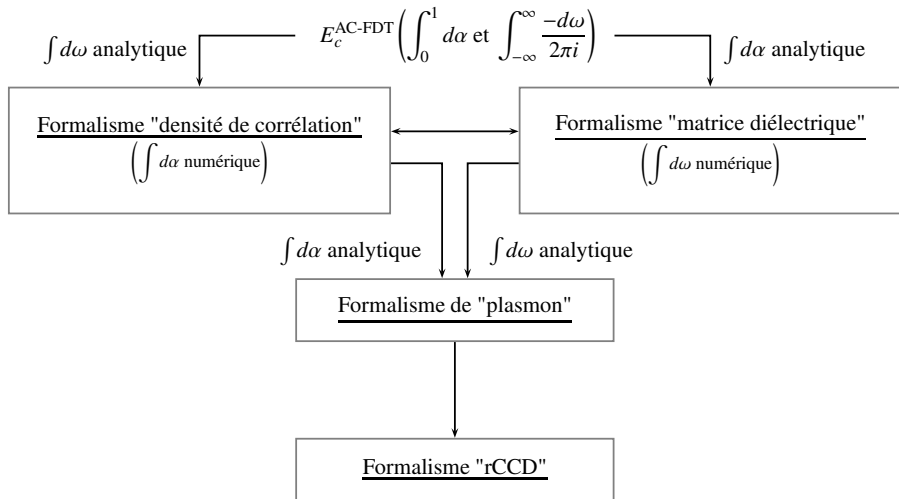 ∫ dω analytique
E_c^{AC-FDT} ( ∫_0^1 dα et ∫_{-∞}^{∞} \frac{-dω}{2πi} )
∫ dα analytique
Formalisme "densité de corrélation"
( ∫ dα numérique )
Formalisme "matrice diélectrique"
( ∫ dω numérique )
∫ dα analytique
∫ dω analytique
Formalisme de "plasmon"
Formalisme "rCCD"